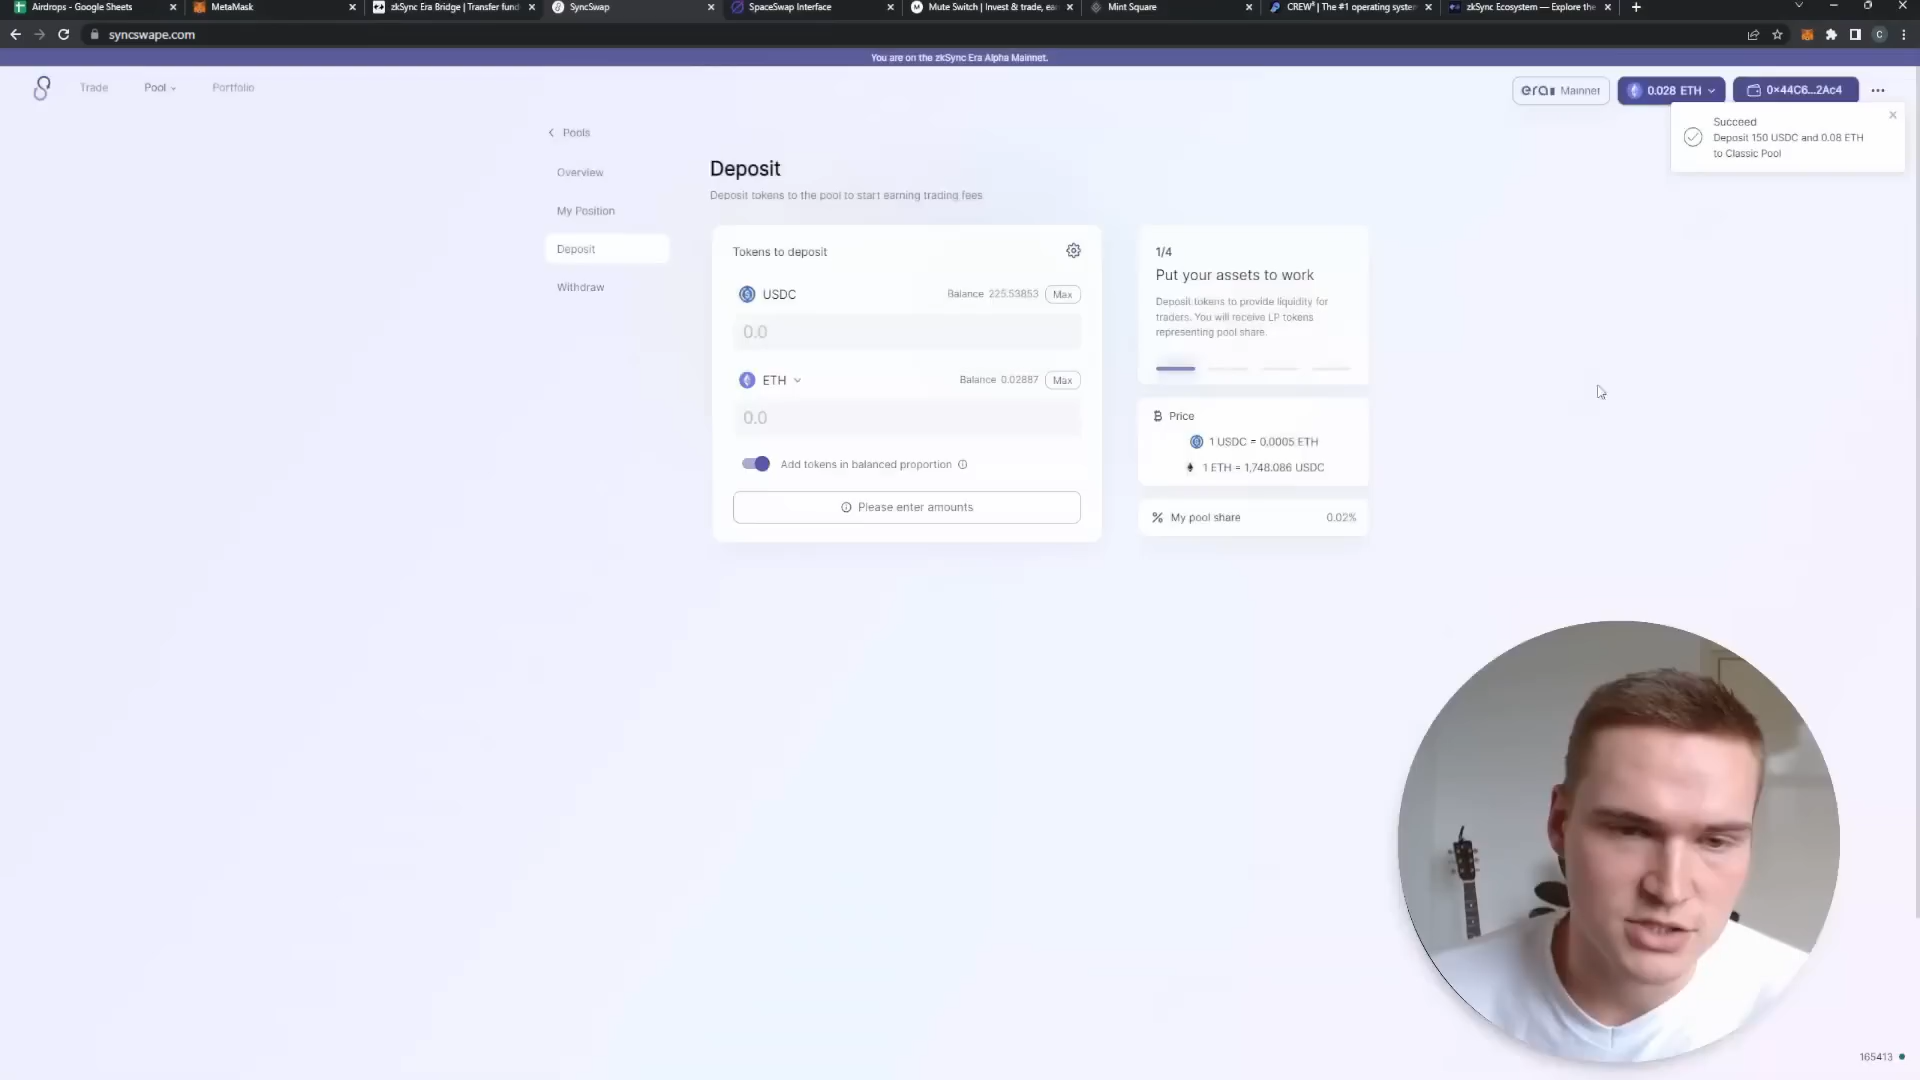 Airdrops - Google Sheets
MetaMask
zkSync Era Bridge | Transfer fund
SyncSwap
SpaceSwap Interface
Mute Switch | Invest & trade, ea
Mint Square
CREW³ | The #1 operating system
zkSync Ecosystem — Explore the
syncswape.com
You are on the zkSync Era Alpha Mainnet.
Trade
Pool
Portfolio
era Mainnet
0.028 ETH
0×44C6...2Ac4
Succeed
Deposit 150 USDC and 0.08 ETH
to Classic Pool
Pools
Overview
My Position
Deposit
Withdraw
Deposit
Deposit tokens to the pool to start earning trading fees
Tokens to deposit
USDC
Balance 225.53853
Max
0.0
ETH
Balance 0.02887
Max
0.0
Add tokens in balanced proportion
Please enter amounts
1/4
Put your assets to work
Deposit tokens to provide liquidity for
traders. You will receive LP tokens
representing pool share.
Price
1 USDC = 0.0005 ETH
1 ETH = 1,748.086 USDC
My pool share
0.02%
165413